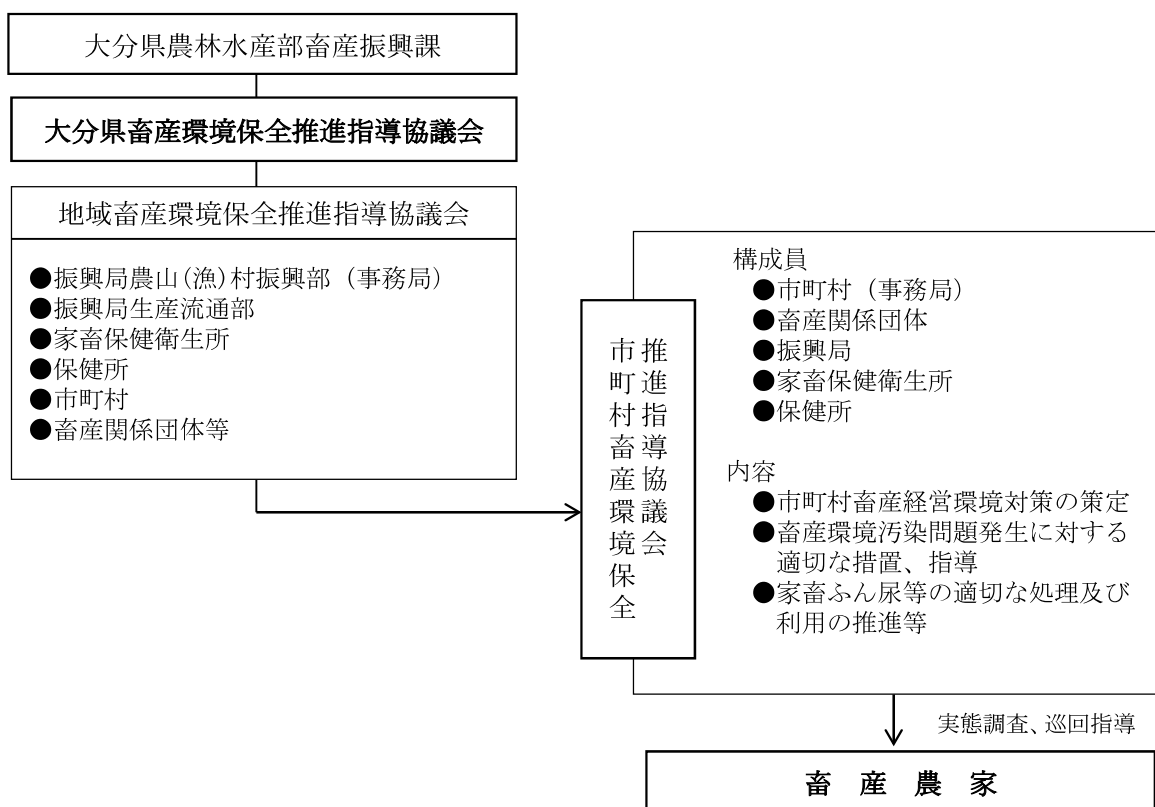 大分県農林水産部畜産振興課
大分県畜産環境保全推進指導協議会
地域畜産環境保全推進指導協議会
●振興局農山(漁)村振興部（事務局）
●振興局生産流通部
●家畜保健衛生所
●保健所
●市町村
●畜産関係団体等
市町村畜産環境保全
推進指導協議会
構成員
●市町村（事務局）
●畜産関係団体
●振興局
●家畜保健衛生所
●保健所
内容
●市町村畜産経営環境対策の策定
●畜産環境汚染問題発生に対する
適切な措置、指導
●家畜ふん尿等の適切な処理及び
利用の推進等
実態調査、巡回指導
畜産農家